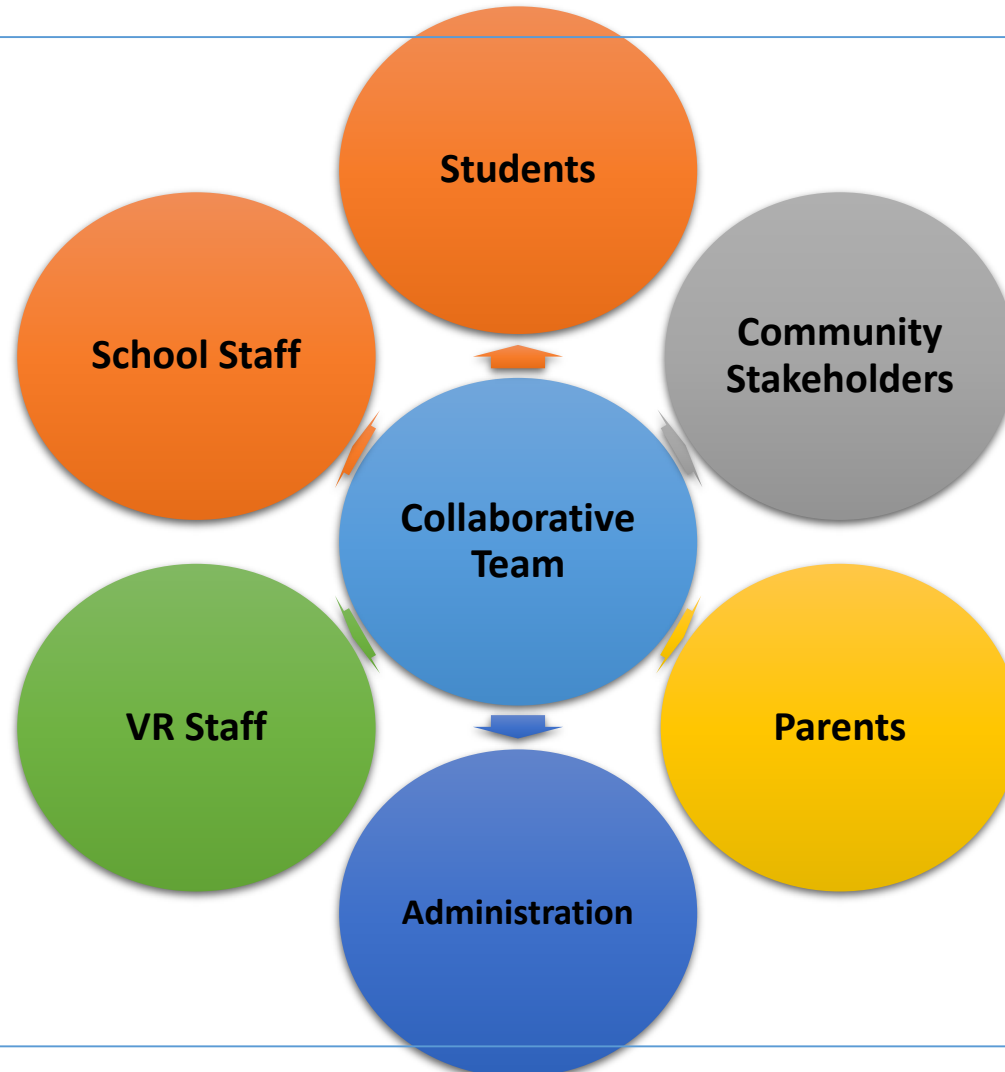 Students
School Staff
Community
Stakeholders
Collaborative
Team
VR Staff
Parents
Administration